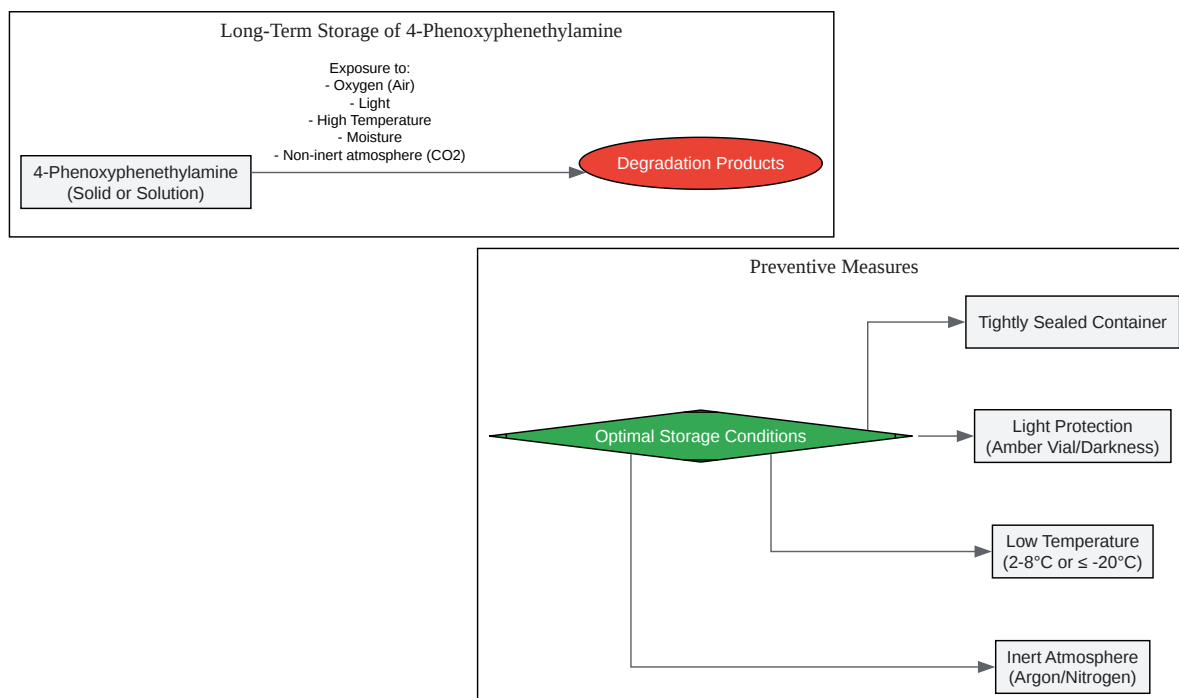 Long-Term Storage of 4-Phenoxyphenethylamine
Exposure to:
- Oxygen (Air)
- Light
- High Temperature
- Moisture
- Non-inert atmosphere (CO2)
4-Phenoxyphenethylamine
(Solid or Solution)
Degradation Products
Preventive Measures
Tightly Sealed Container
Optimal Storage Conditions
Light Protection
(Amber Vial/Darkness)
Low Temperature
(2-8°C or ≤ -20°C)
Inert Atmosphere
(Argon/Nitrogen)